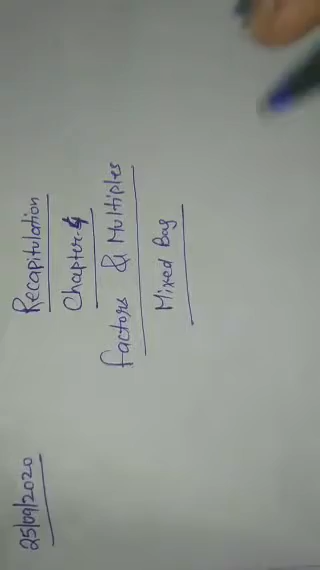 25/09/2020
Recapitulation
Chapter-4
Factors & Multiples
Mixed Bag